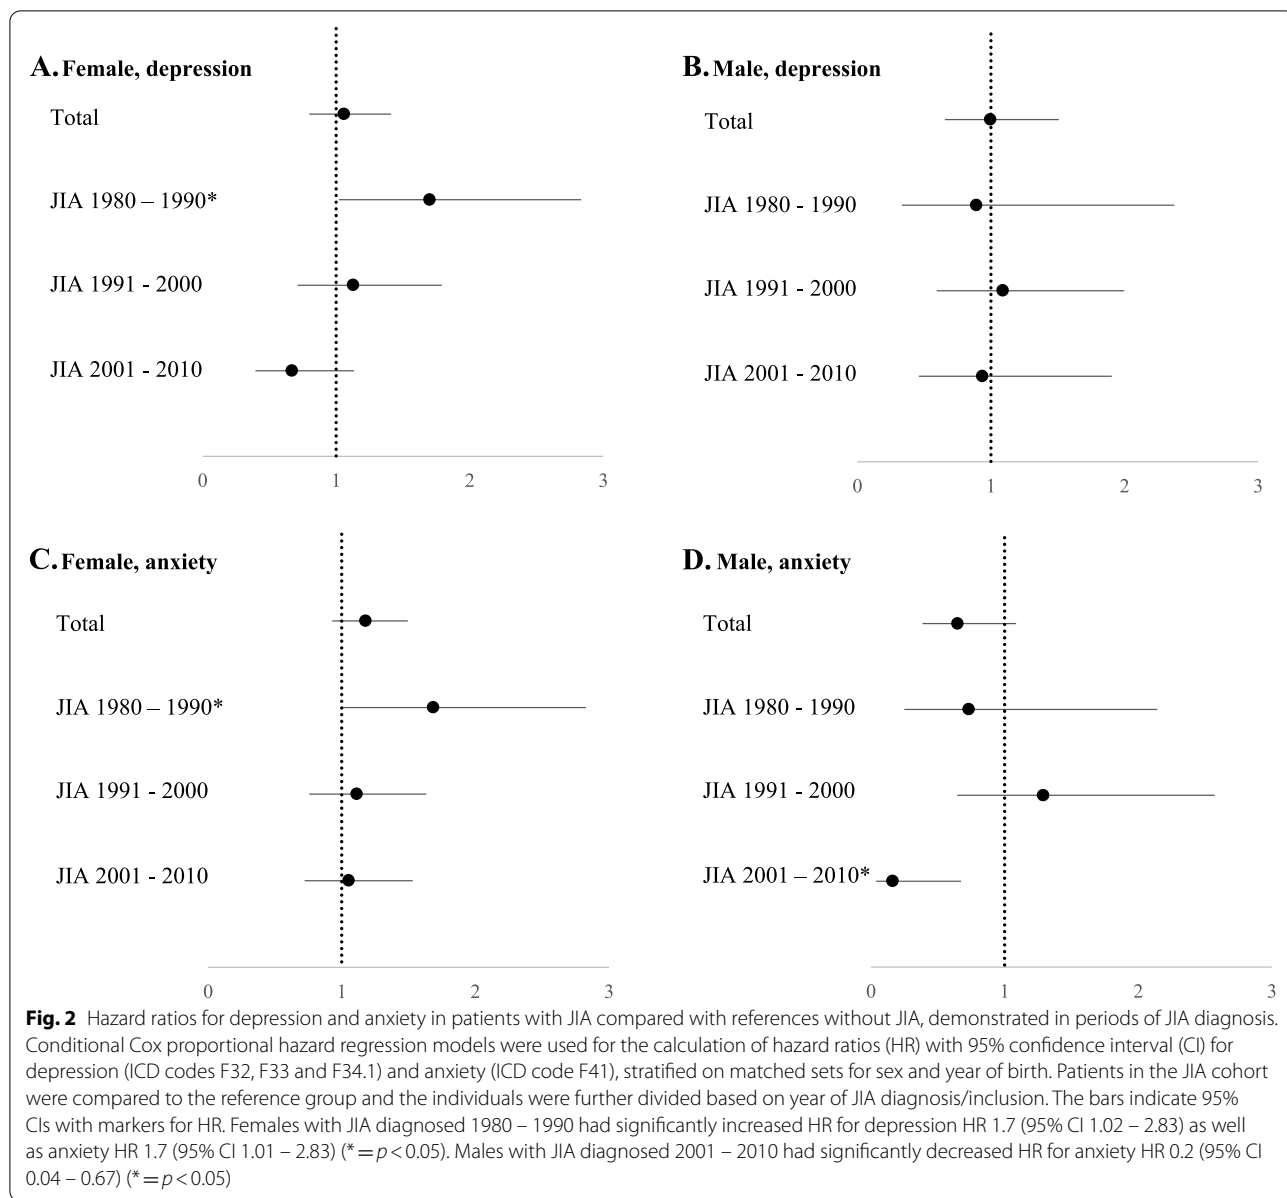 A. Female, depression
Total
JIA 1980 – 1990*
JIA 1991 - 2000
JIA 2001 - 2010
0 1 2 3
B. Male, depression
Total
JIA 1980 - 1990
JIA 1991 - 2000
JIA 2001 - 2010
0 1 2 3
C. Female, anxiety
Total
JIA 1980 – 1990*
JIA 1991 - 2000
JIA 2001 - 2010
0 1 2 3
D. Male, anxiety
Total
JIA 1980 - 1990
JIA 1991 - 2000
JIA 2001 – 2010*
0 1 2 3
Fig. 2 Hazard ratios for depression and anxiety in patients with JIA compared with references without JIA, demonstrated in periods of JIA diagnosis.
Conditional Cox proportional hazard regression models were used for the calculation of hazard ratios (HR) with 95% confidence interval (CI) for
depression (ICD codes F32, F33 and F34.1) and anxiety (ICD code F41), stratified on matched sets for sex and year of birth. Patients in the JIA cohort
were compared to the reference group and the individuals were further divided based on year of JIA diagnosis/inclusion. The bars indicate 95%
CIs with markers for HR. Females with JIA diagnosed 1980 – 1990 had significantly increased HR for depression HR 1.7 (95% CI 1.02 – 2.83) as well
as anxiety HR 1.7 (95% CI 1.01 – 2.83) (* = p < 0.05). Males with JIA diagnosed 2001 – 2010 had significantly decreased HR for anxiety HR 0.2 (95% CI
0.04 – 0.67) (* = p < 0.05)